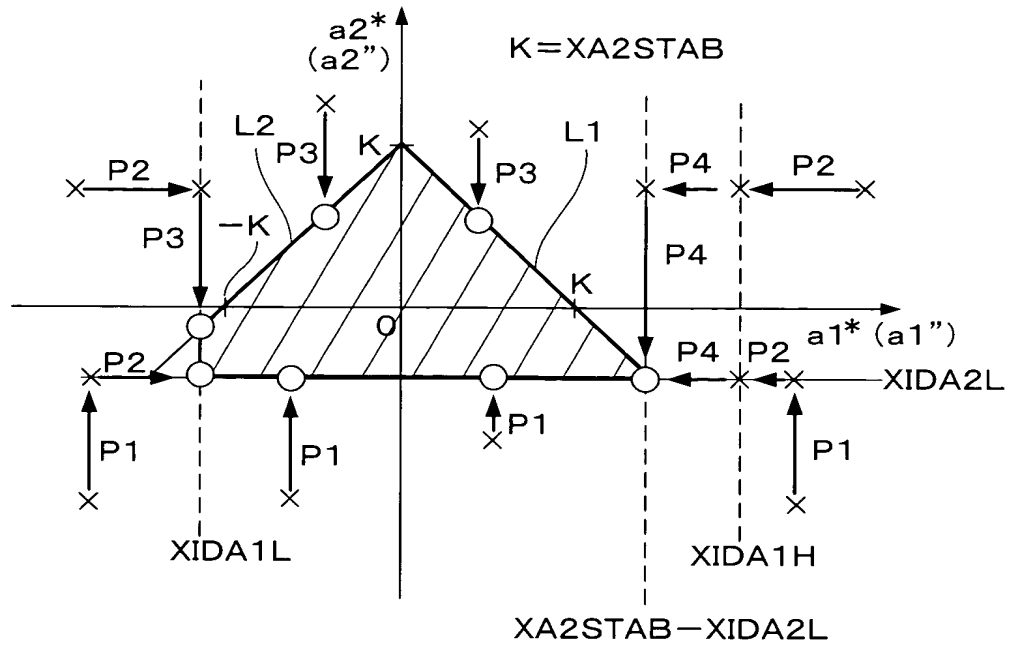 a2*
(a2")
K=XA2STAB
L2
L1
P3
K
P2
P3
P4
P2
-K
P3
P4
K
O
a1* (a1")
P2
P4
P2
XIDA2L
P1
P1
P1
P1
XIDA1L
XIDA1H
XA2STAB-XIDA2L